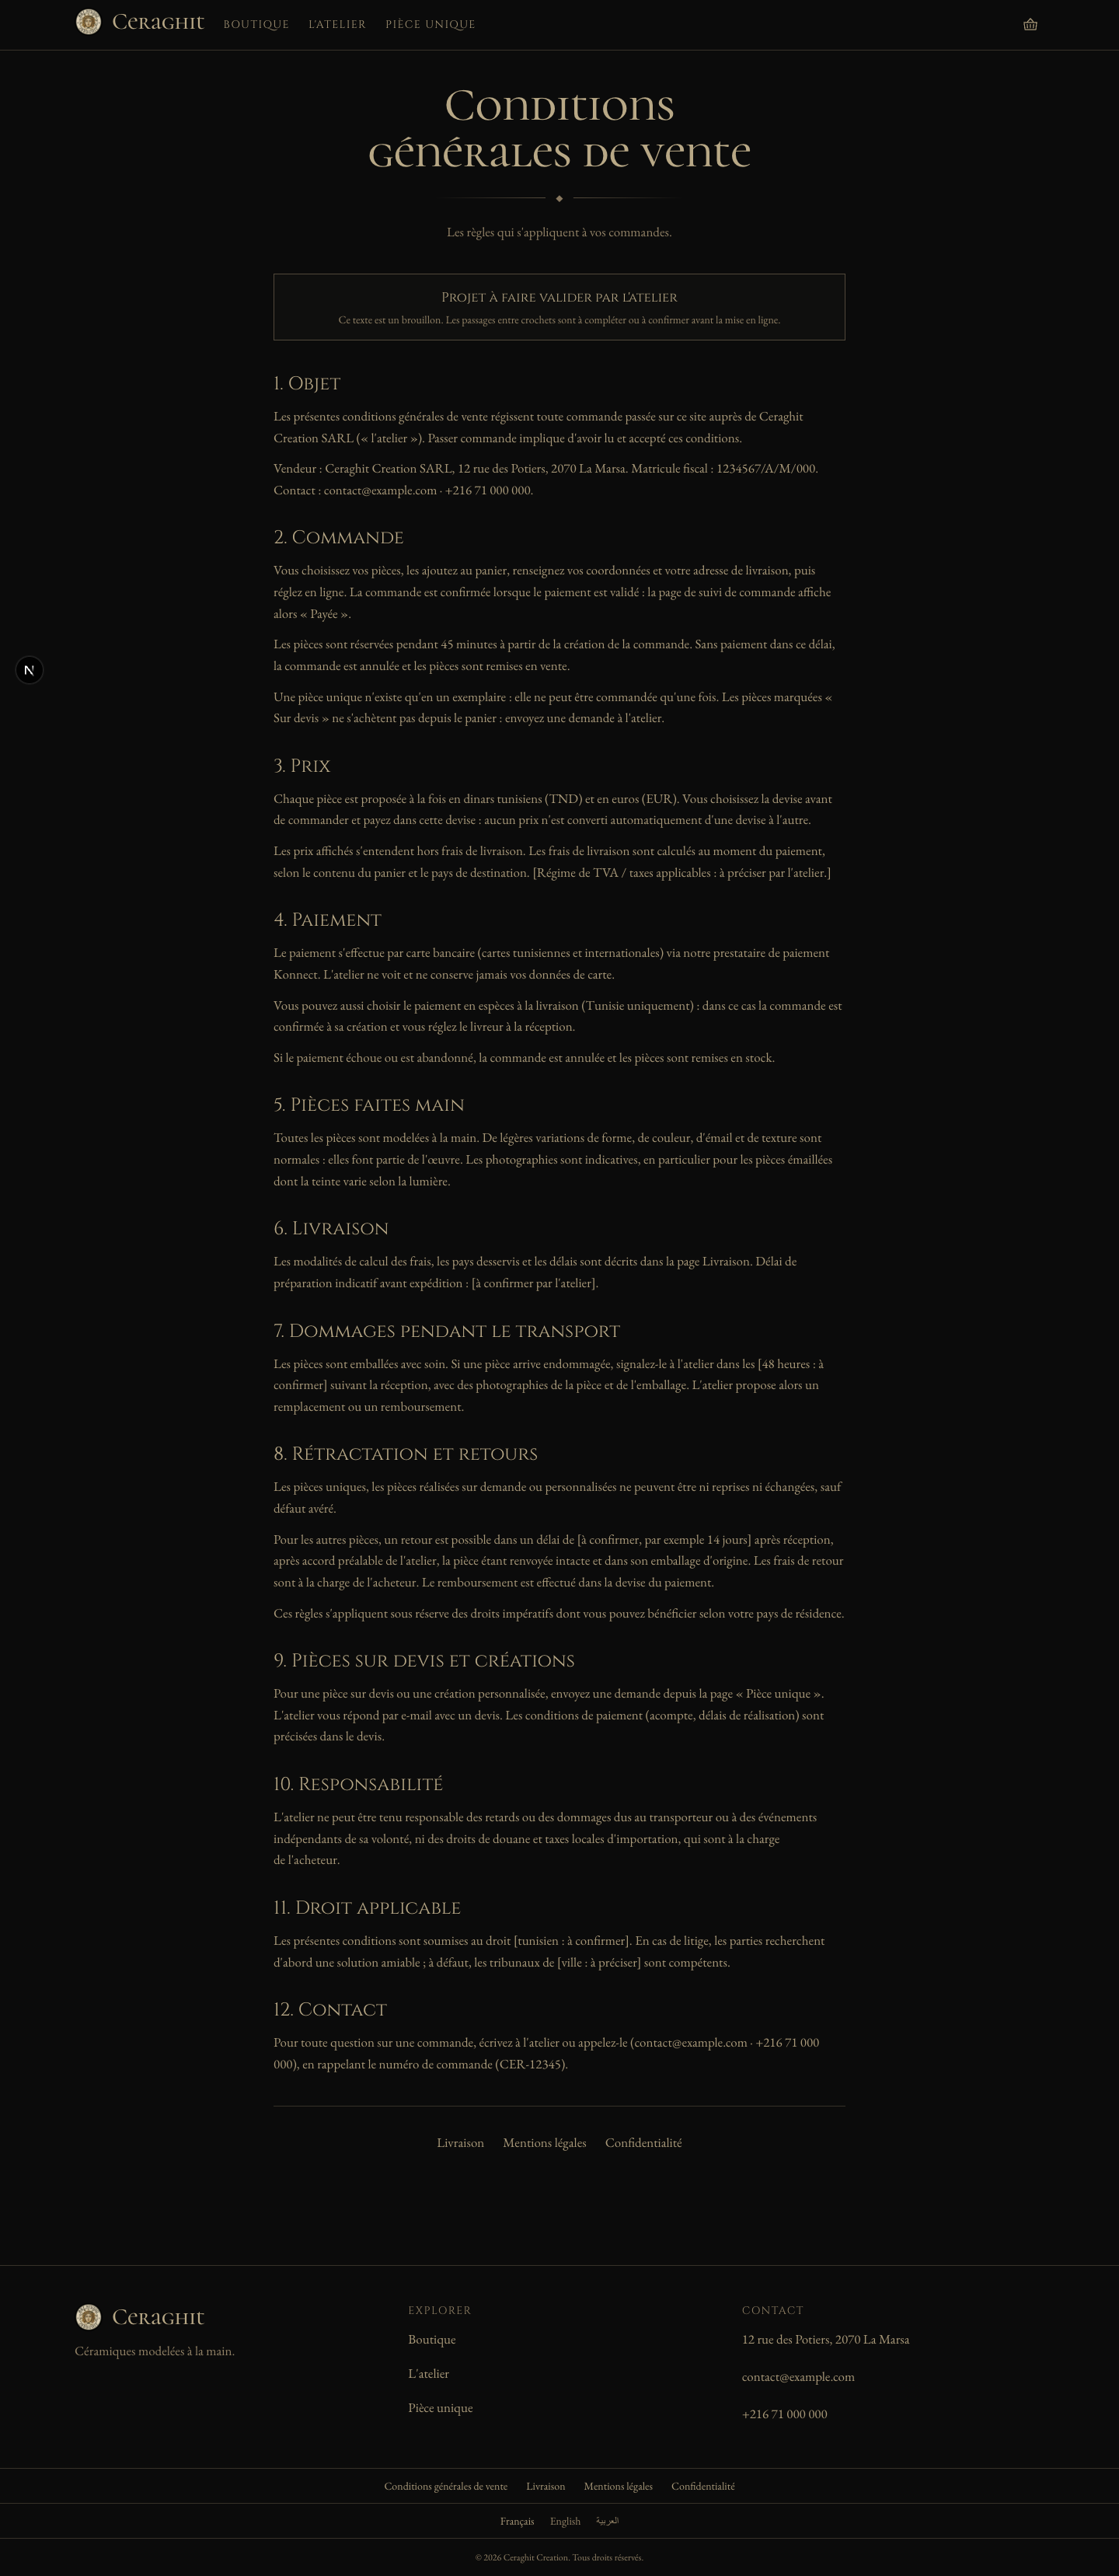 Ceraghit
BOUTIQUE
L'ATELIER
PIÈCE UNIQUE
Conditions
générales de vente
Les règles qui s'appliquent à vos commandes.
Projet à faire valider par l'atelier
Ce texte est un brouillon. Les passages entre crochets sont à compléter ou à confirmer avant la mise en ligne.
1. Objet
Les présentes conditions générales de vente régissent toute commande passée sur ce site auprès de Ceraghit
Creation SARL (« l'atelier »). Passer commande implique d'avoir lu et accepté ces conditions.
Vendeur : Ceraghit Creation SARL, 12 rue des Potiers, 2070 La Marsa. Matricule fiscal : 1234567/A/M/000.
Contact : contact@example.com · +216 71 000 000.
2. Commande
Vous choisissez vos pièces, les ajoutez au panier, renseignez vos coordonnées et votre adresse de livraison, puis
réglez en ligne. La commande est confirmée lorsque le paiement est validé : la page de suivi de commande affiche
alors « Payée ».
Les pièces sont réservées pendant 45 minutes à partir de la création de la commande. Sans paiement dans ce délai,
la commande est annulée et les pièces sont remises en vente.
Une pièce unique n'existe qu'en un exemplaire : elle ne peut être commandée qu'une fois. Les pièces marquées «
Sur devis » ne s'achètent pas depuis le panier : envoyez une demande à l'atelier.
3. Prix
Chaque pièce est proposée à la fois en dinars tunisiens (TND) et en euros (EUR). Vous choisissez la devise avant
de commander et payez dans cette devise : aucun prix n'est converti automatiquement d'une devise à l'autre.
Les prix affichés s'entendent hors frais de livraison. Les frais de livraison sont calculés au moment du paiement,
selon le contenu du panier et le pays de destination. [Régime de TVA / taxes applicables : à préciser par l'atelier.]
4. Paiement
Le paiement s'effectue par carte bancaire (cartes tunisiennes et internationales) via notre prestataire de paiement
Konnect. L'atelier ne voit et ne conserve jamais vos données de carte.
Vous pouvez aussi choisir le paiement en espèces à la livraison (Tunisie uniquement) : dans ce cas la commande est
confirmée à sa création et vous réglez le livreur à la réception.
Si le paiement échoue ou est abandonné, la commande est annulée et les pièces sont remises en stock.
5. Pièces faites main
Toutes les pièces sont modelées à la main. De légères variations de forme, de couleur, d'émail et de texture sont
normales : elles font partie de l'œuvre. Les photographies sont indicatives, en particulier pour les pièces émaillées
dont la teinte varie selon la lumière.
6. Livraison
Les modalités de calcul des frais, les pays desservis et les délais sont décrits dans la page Livraison. Délai de
préparation indicatif avant expédition : [à confirmer par l'atelier].
7. Dommages pendant le transport
Les pièces sont emballées avec soin. Si une pièce arrive endommagée, signalez-le à l'atelier dans les [48 heures : à
confirmer] suivant la réception, avec des photographies de la pièce et de l'emballage. L'atelier propose alors un
remplacement ou un remboursement.
8. Rétractation et retours
Les pièces uniques, les pièces réalisées sur demande ou personnalisées ne peuvent être ni reprises ni échangées, sauf
défaut avéré.
Pour les autres pièces, un retour est possible dans un délai de [à confirmer, par exemple 14 jours] après réception,
après accord préalable de l'atelier, la pièce étant renvoyée intacte et dans son emballage d'origine. Les frais de retour
sont à la charge de l'acheteur. Le remboursement est effectué dans la devise du paiement.
Ces règles s'appliquent sous réserve des droits impératifs dont vous pouvez bénéficier selon votre pays de résidence.
9. Pièces sur devis et créations
Pour une pièce sur devis ou une création personnalisée, envoyez une demande depuis la page « Pièce unique ».
L'atelier vous répond par e-mail avec un devis. Les conditions de paiement (acompte, délais de réalisation) sont
précisées dans le devis.
10. Responsabilité
L'atelier ne peut être tenu responsable des retards ou des dommages dus au transporteur ou à des événements
indépendants de sa volonté, ni des droits de douane et taxes locales d'importation, qui sont à la charge
de l'acheteur.
11. Droit applicable
Les présentes conditions sont soumises au droit [tunisien : à confirmer]. En cas de litige, les parties recherchent
d'abord une solution amiable ; à défaut, les tribunaux de [ville : à préciser] sont compétents.
12. Contact
Pour toute question sur une commande, écrivez à l'atelier ou appelez-le (contact@example.com · +216 71 000
000), en rappelant le numéro de commande (CER-12345).
Livraison
Mentions légales
Confidentialité
Ceraghit
Céramiques modelées à la main.
EXPLORER
Boutique
L'atelier
Pièce unique
CONTACT
12 rue des Potiers, 2070 La Marsa
contact@example.com
+216 71 000 000
Conditions générales de vente
Livraison
Mentions légales
Confidentialité
Français
English
العربية
© 2026 Ceraghit Creation. Tous droits réservés.